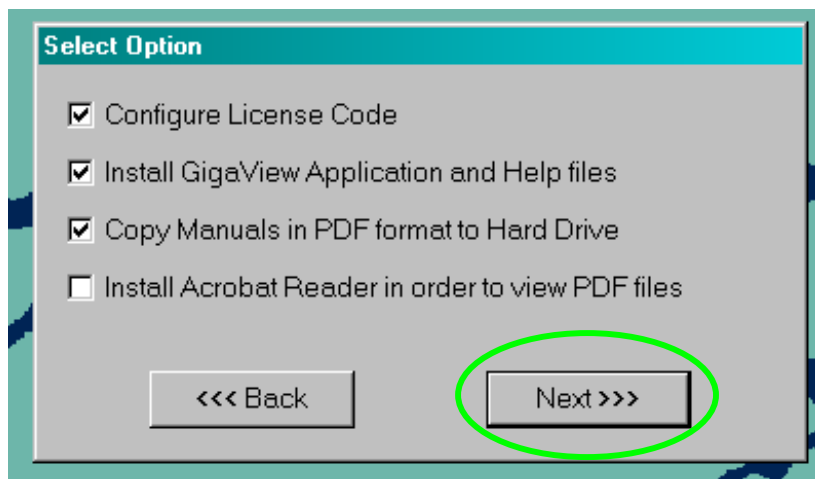 Select Option
Configure License Code
Install GigaView Application and Help files
Copy Manuals in PDF format to Hard Drive
Install Acrobat Reader in order to view PDF files
<<< Back
Next >>>